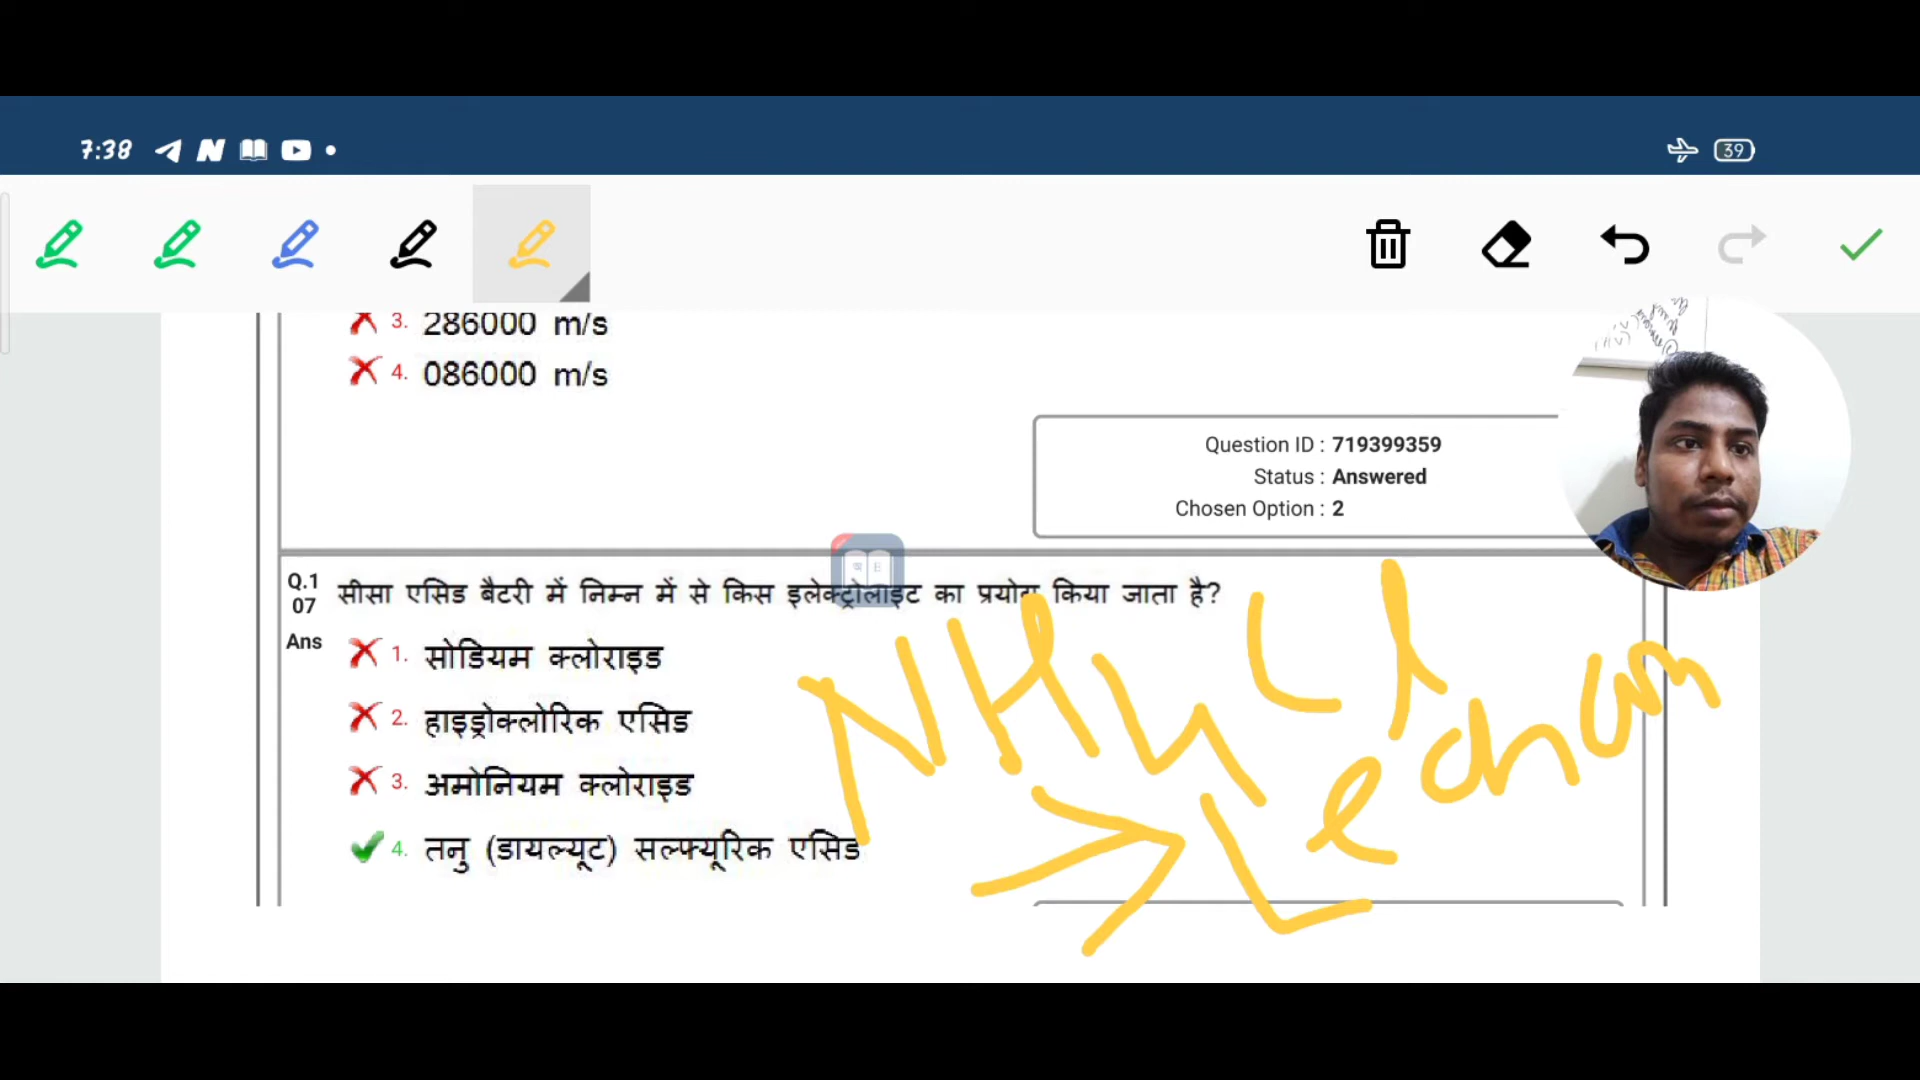 7:38
39
3. 286000 m/s
4. 086000 m/s
Question ID : 719399359
Status : Answered
Chosen Option : 2
Q.1 07 सीसा एसिड बैटरी में निम्न में से किस इलेक्ट्रोलाइट का प्रयोग किया जाता है?
Ans
1. सोडियम क्लोराइड
2. हाइड्रोक्लोरिक एसिड
3. अमोनियम क्लोराइड
4. तनु (डायल्यूट) सल्फ्यूरिक एसिड
NH4Cl